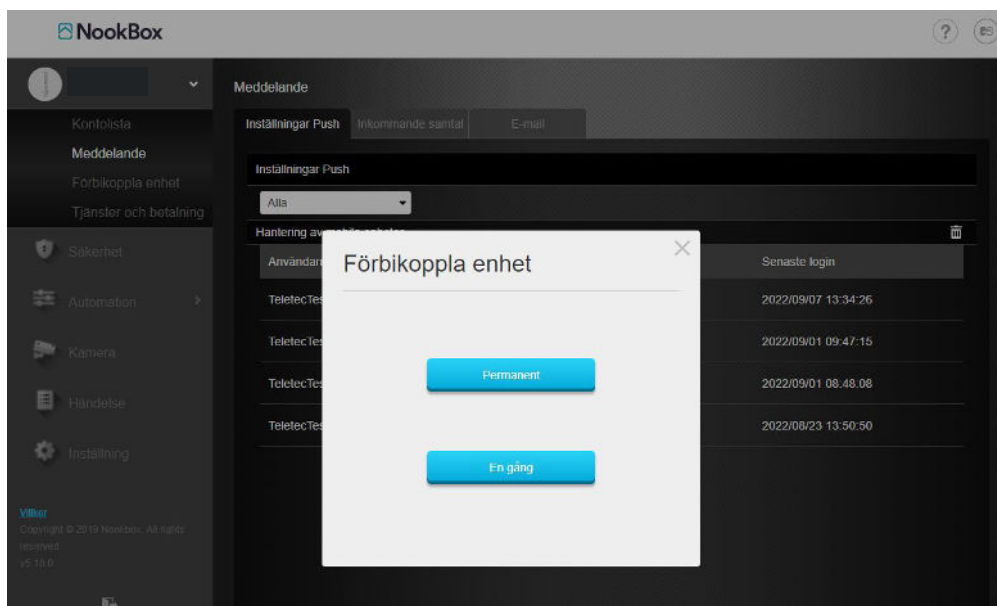 NookBox
?
Kontolista
Meddelande
Förbikoppla enhet
Tjänster och betalning
Säkerhet
Automation
Kamera
Händelse
Inställning
Villkor
Copyright © 2019 Nookbox. All rights
reserved.
v5.10.0
Meddelande
Inställningar Push Inkommande samtal E-mail
Inställningar Push
Alla
Hantering av
Senaste login
2022/09/07 13:34:26
2022/09/01 09:47:15
2022/09/01 08:48:08
2022/08/23 13:50:50
Förbikoppla enhet
Permanent
En gång